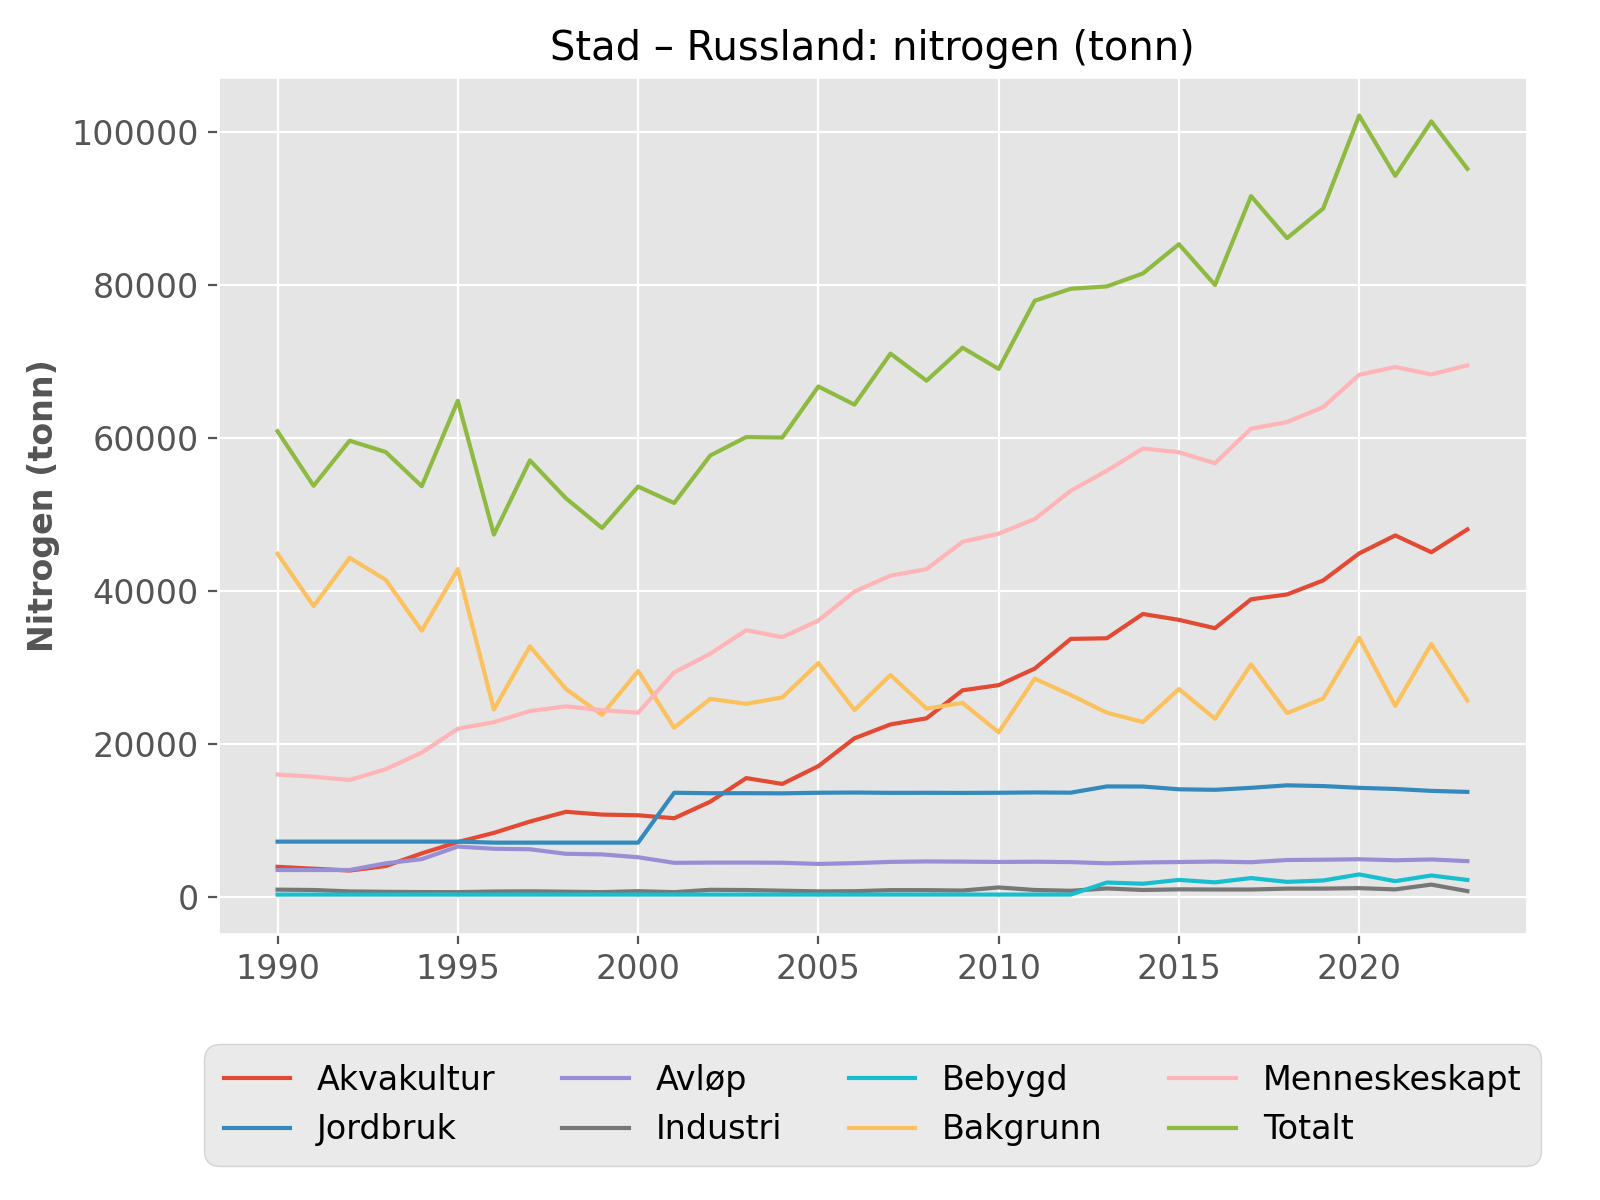 Stad – Russland: nitrogen (tonn)
Nitrogen (tonn)
100000
80000
60000
40000
20000
0
1990 1995 2000 2005 2010 2015 2020
Akvakultur Avløp Bebygd Menneskeskapt
Jordbruk Industri Bakgrunn Totalt